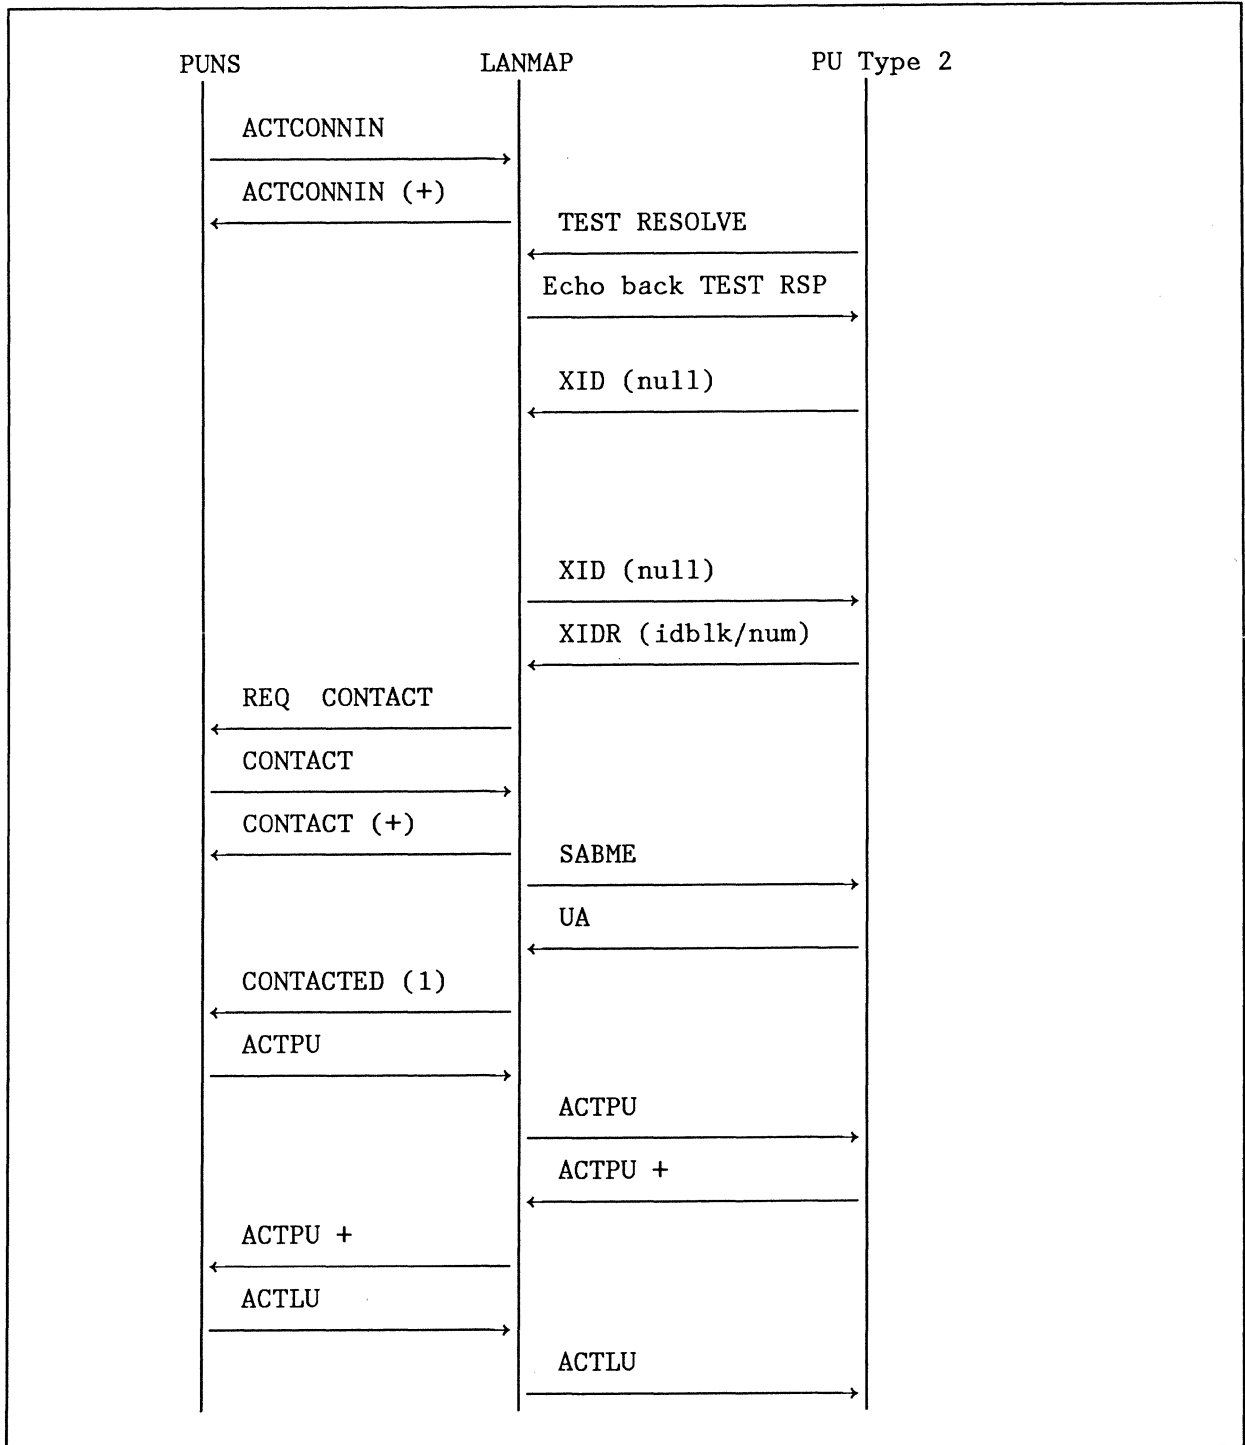 PUNS LANMAP PU Type 2
ACTCONNIN
ACTCONNIN (+)
TEST RESOLVE
Echo back TEST RSP
XID (null)
XID (null)
XIDR (idblk/num)
REQ CONTACT
CONTACT
CONTACT (+)
SABME
UA
CONTACTED (1)
ACTPU
ACTPU
ACTPU +
ACTPU +
ACTLU
ACTLU